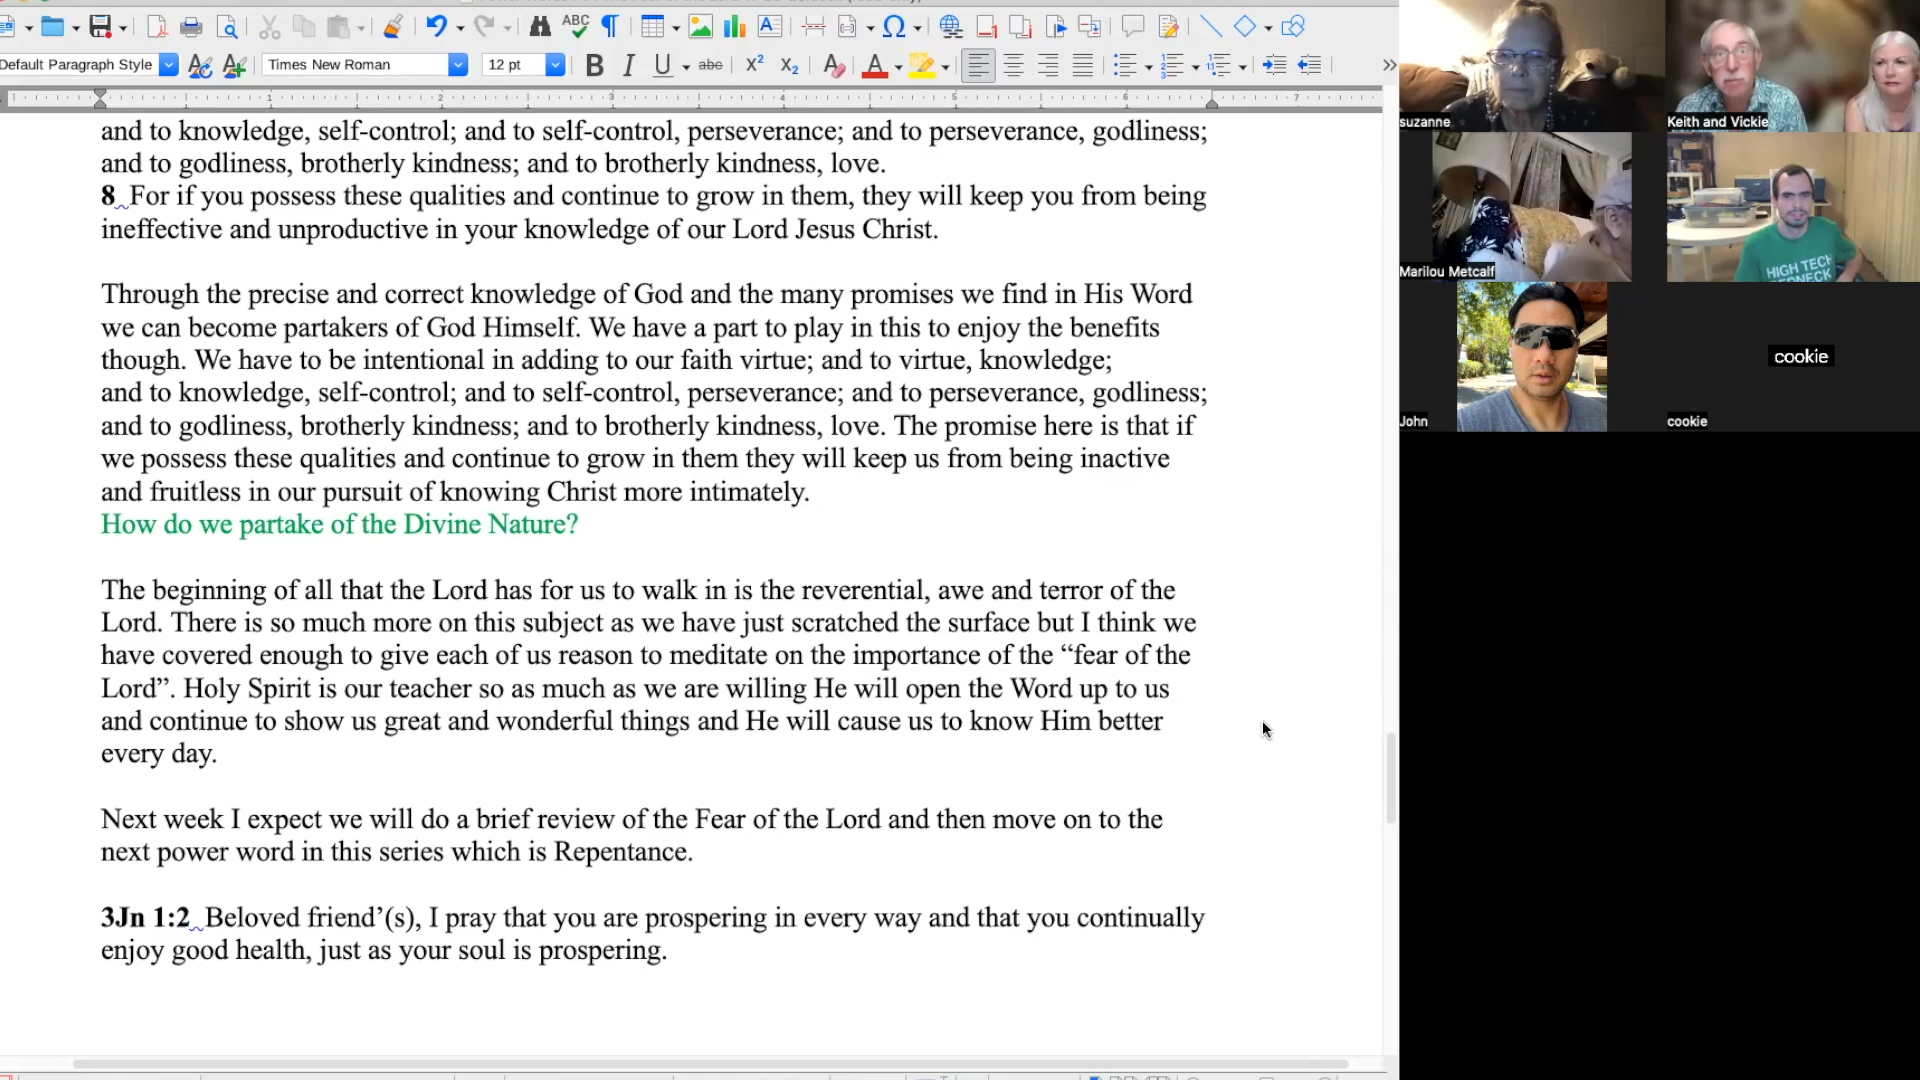 Default Paragraph Style
Times New Roman
12 pt
and to knowledge, self-control; and to self-control, perseverance; and to perseverance, godliness;
and to godliness, brotherly kindness; and to brotherly kindness, love.
8 For if you possess these qualities and continue to grow in them, they will keep you from being
ineffective and unproductive in your knowledge of our Lord Jesus Christ.
Through the precise and correct knowledge of God and the many promises we find in His Word
we can become partakers of God Himself. We have a part to play in this to enjoy the benefits
though. We have to be intentional in adding to our faith virtue; and to virtue, knowledge;
and to knowledge, self-control; and to self-control, perseverance; and to perseverance, godliness;
and to godliness, brotherly kindness; and to brotherly kindness, love. The promise here is that if
we possess these qualities and continue to grow in them they will keep us from being inactive
and fruitless in our pursuit of knowing Christ more intimately.
How do we partake of the Divine Nature?
The beginning of all that the Lord has for us to walk in is the reverential, awe and terror of the
Lord. There is so much more on this subject as we have just scratched the surface but I think we
have covered enough to give each of us reason to meditate on the importance of the “fear of the
Lord”. Holy Spirit is our teacher so as much as we are willing He will open the Word up to us
and continue to show us great and wonderful things and He will cause us to know Him better
every day.
Next week I expect we will do a brief review of the Fear of the Lord and then move on to the
next power word in this series which is Repentance.
3Jn 1:2 Beloved friend’(s), I pray that you are prospering in every way and that you continually
enjoy good health, just as your soul is prospering.
suzanne
Keith and Vickie
Marilou Metcalf
HIGH TECH
John
cookie
cookie